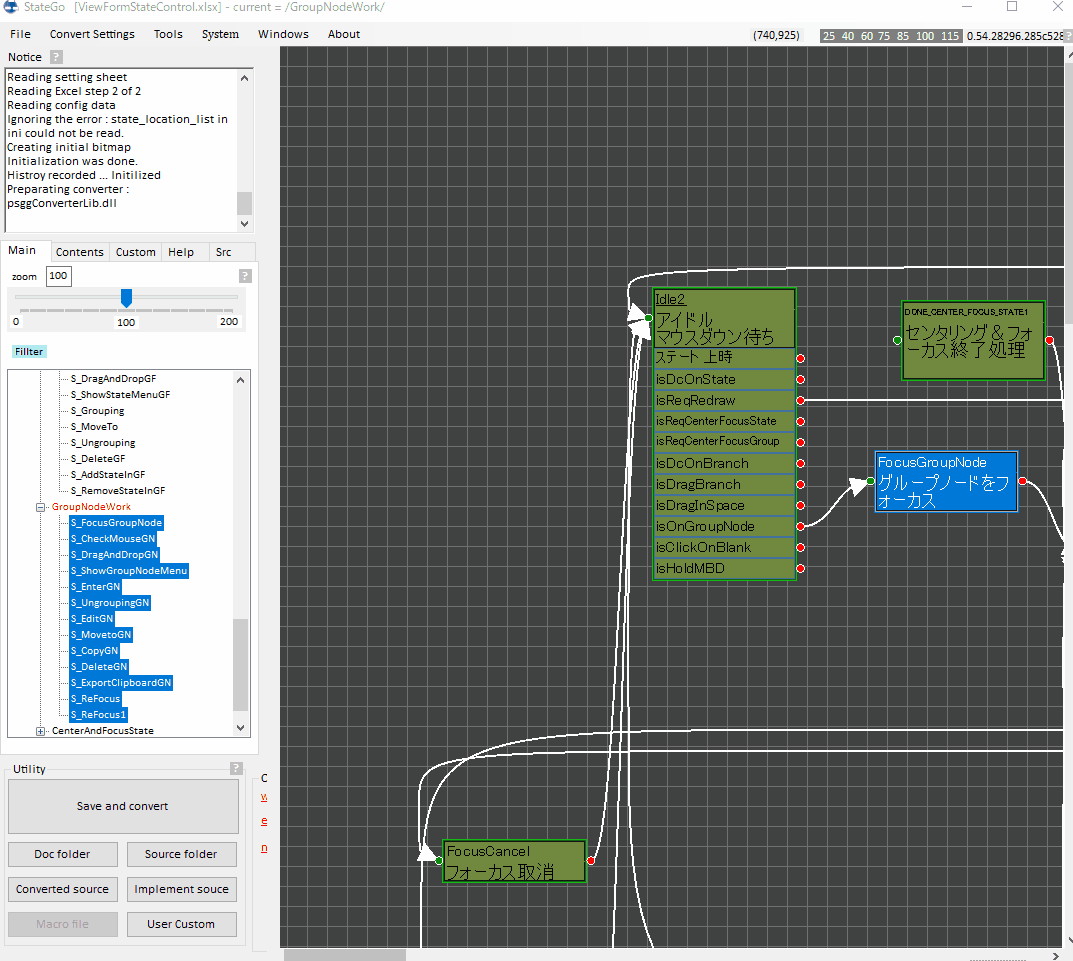 StateGo [ViewFormStateControl.xlsx] - current = /GroupNodeWork/
File Convert Settings Tools System Windows About
(740,925) 25 40 60 75 85 100 115 0.54.28296.285c528
Notice ?
Reading setting sheet
Reading Excel step 2 of 2
Reading config data
Ignoring the error : state_location_list in
ini could not be read.
Creating initial bitmap
Initialization was done.
Histroy recorded ... Initilized
Preparating converter :
psggConverterLib.dll
Main Contents Custom Help Src
zoom 100 ?
0 100 200
Fillter
S_DragAndDropGF
S_ShowStateMenuGF
S_Grouping
S_MoveTo
S_Ungrouping
S_DeleteGF
S_AddStateInGF
S_RemoveStateInGF
GroupNodeWork
S_FocusGroupNode
S_CheckMouseGN
S_DragAndDropGN
S_ShowGroupNodeMenu
S_EnterGN
S_UngroupingGN
S_EditGN
S_MovetoGN
S_CopyGN
S_DeleteGN
S_ExportClipboardGN
S_ReFocus
S_ReFocus1
CenterAndFocusState
Utility ?
Save and convert
Doc folder Source folder
Converted source Implement souce
Macro file User Custom
C
e
n
Idle2
アイドル
マウスダウン待ち
ステート 上時
isDcOnState
isReqRedraw
isReqCenterFocusState
isReqCenterFocusGroup
isDcOnBranch
isDragBranch
isDragInSpace
isOnGroupNode
isClickOnBlank
isHoldMBD
DONE_CENTER_FOCUS_STATE1
センタリング＆フォ
ーカス終了処理
FocusGroupNode
グループノードをフ
ォーカス
FocusCancel
フォーカス取消